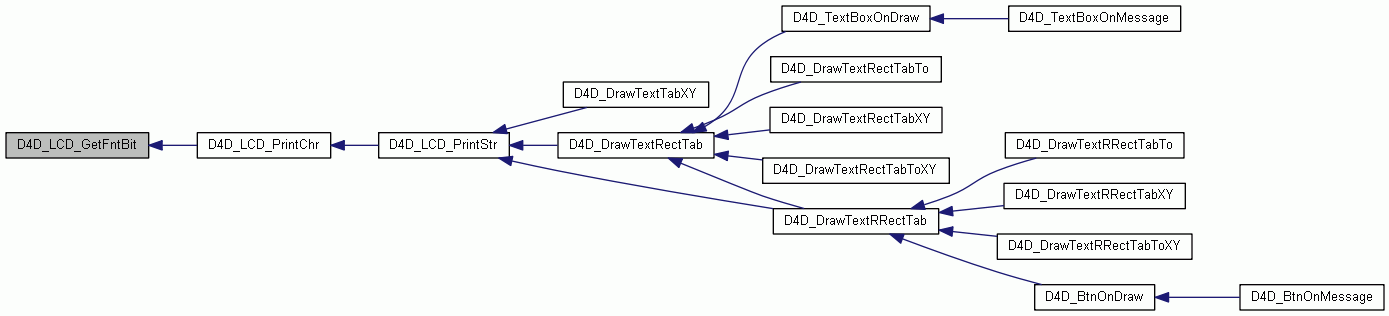 D4D_TextBoxOnDraw
D4D_TextBoxOnMessage
D4D_DrawTextRectTabTo
D4D_DrawTextTabXY
D4D_DrawTextRectTabXY
D4D_LCD_GetFntBit
D4D_LCD_PrintChr
D4D_LCD_PrintStr
D4D_DrawTextRectTab
D4D_DrawTextRRectTabTo
D4D_DrawTextRectTabToXY
D4D_DrawTextRRectTabXY
D4D_DrawTextRRectTab
D4D_DrawTextRRectTabToXY
D4D_BtnOnDraw
D4D_BtnOnMessage